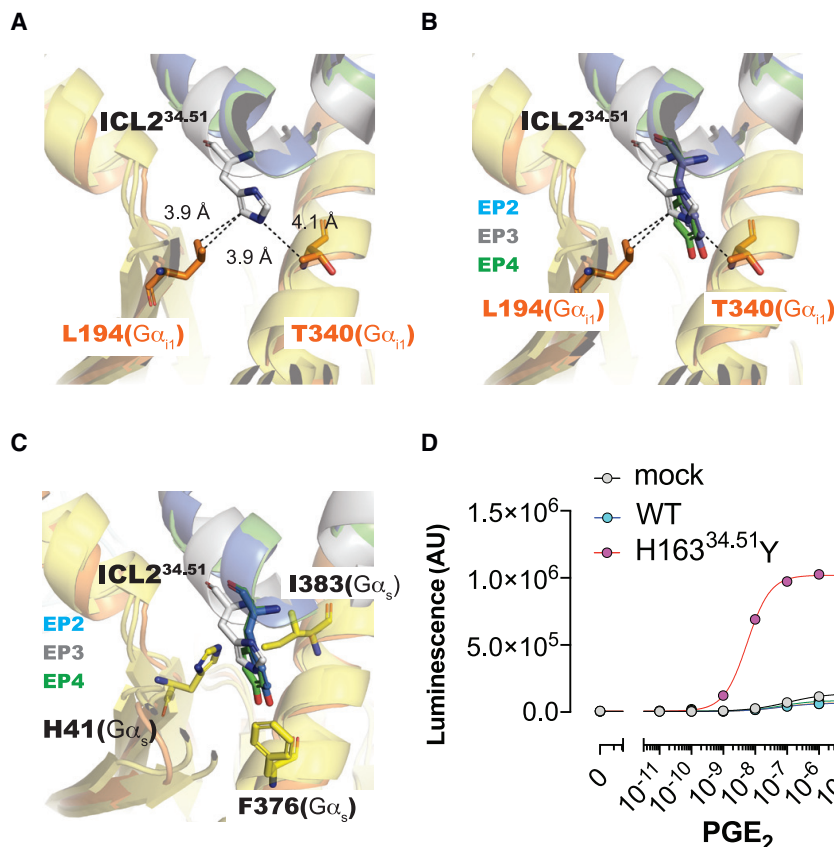 A
ICL2³⁴·⁵¹
3.9 Å
4.1 Å
3.9 Å
L194(Gαi1)
T340(Gαi1)
B
ICL2³⁴·⁵¹
EP2
EP3
EP4
L194(Gαi1)
T340(Gαi1)
C
ICL2³⁴·⁵¹
I383(Gαs)
EP2
EP3
EP4
H41(Gαs)
F376(Gαs)
D
mock
WT
H163³⁴·⁵¹Y
Luminescence (AU)
1.5×10⁶
1.0×10⁶
5.0×10⁵
0.0
0
10⁻¹¹
10⁻¹⁰
10⁻⁹
10⁻⁸
10⁻⁷
10⁻⁶
PGE₂